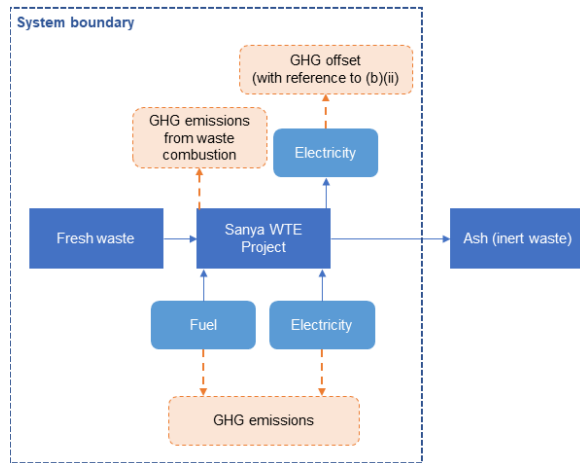 System boundary
GHG offset
(with reference to (b)(ii)
GHG emissions
from waste
combustion
Electricity
Fresh waste
Sanya WTE
Project
Ash (inert waste)
Fuel
Electricity
GHG emissions